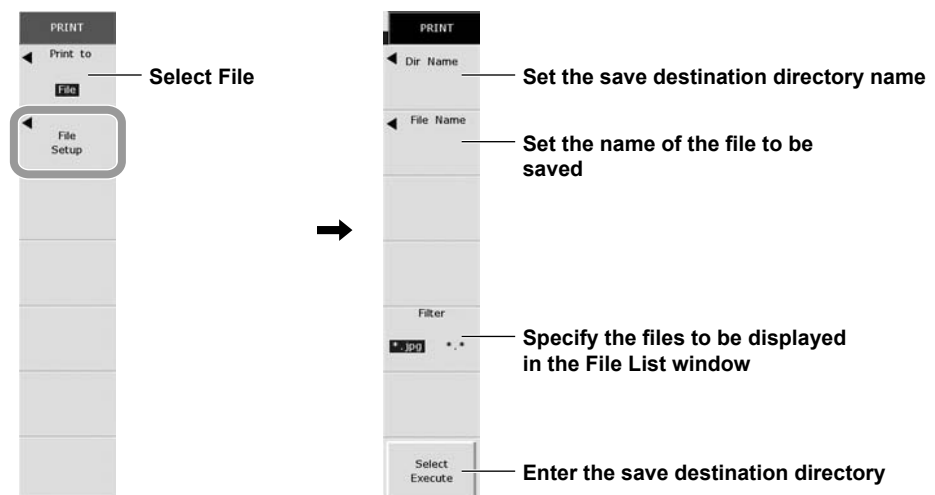 PRINT
Print to
File
Select File
File
Setup
PRINT
Dir Name
Set the save destination directory name
File Name
Set the name of the file to be
saved
Filter
*.jpg *.*
Specify the files to be displayed
in the File List window
Select
Execute
Enter the save destination directory